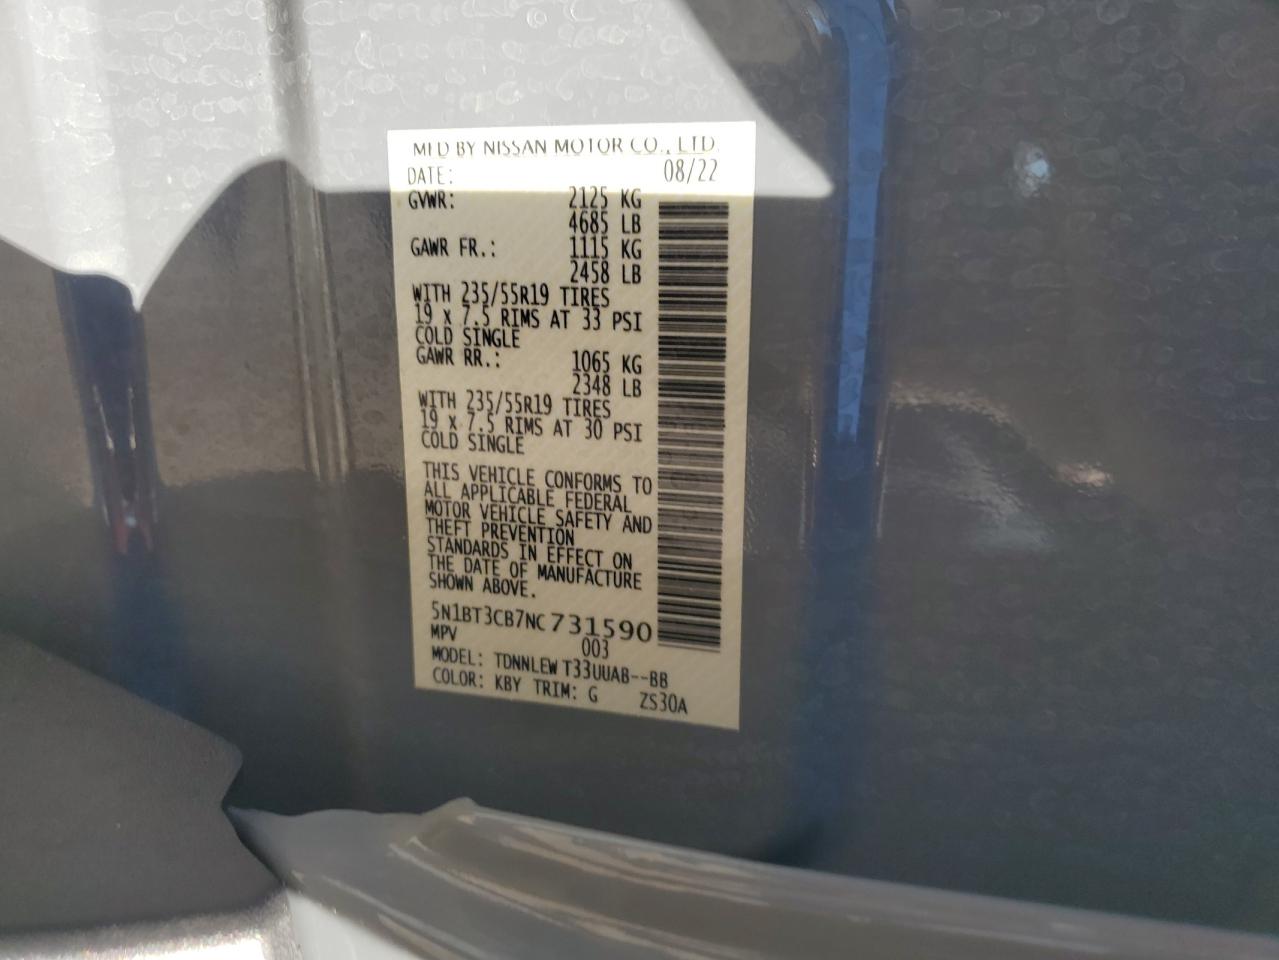 MFD BY NISSAN MOTOR CO., LTD.
DATE: 08/22
GVWR: 2125 KG
4685 LB
GAWR FR.: 1115 KG
2458 LB
WITH 235/55R19 TIRES
19 X 7.5 RIMS AT 33 PSI
COLD SINGLE
GAWR RR.: 1065 KG
2348 LB
WITH 235/55R19 TIRES
19 X 7.5 RIMS AT 30 PSI
COLD SINGLE
THIS VEHICLE CONFORMS TO
ALL APPLICABLE FEDERAL
MOTOR VEHICLE SAFETY AND
THEFT PREVENTION
STANDARDS IN EFFECT ON
THE DATE OF MANUFACTURE
SHOWN ABOVE.
5N1BT3CB7NC731590
MPV 003
MODEL: TDNNLEW T33UUAB--BB
COLOR: KBY TRIM: G ZS30A